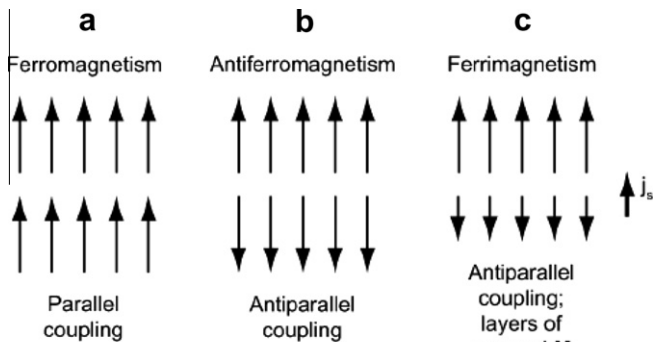 a
Ferromagnetism
Parallel
coupling
b
Antiferromagnetism
Antiparallel
coupling
c
Ferrimagnetism
js
Antiparallel
coupling;
layers of